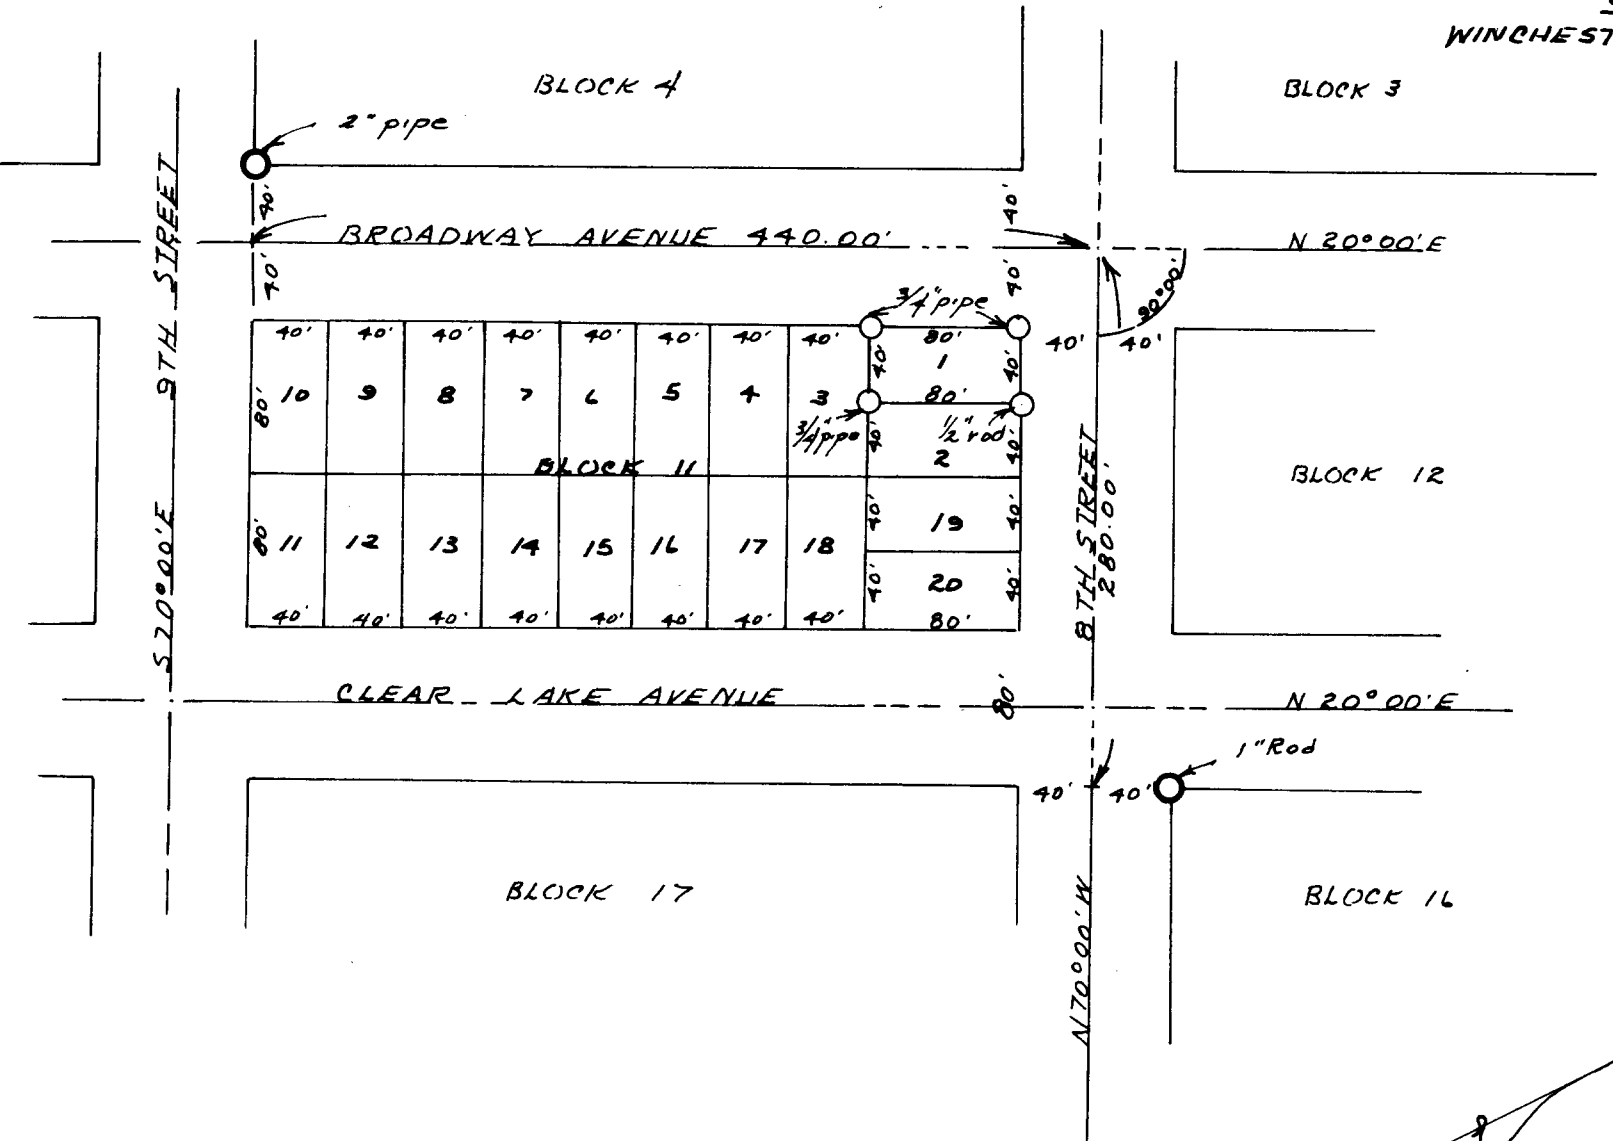 WINCHEST
BLOCK 4
BLOCK 3
2" pipe
40'
40'
BROADWAY AVENUE 440.00'
N 20°00'E
9TH STREET
40'
40'
90°00'
3/4" pipe
40' 40' 40' 40' 40' 40' 40' 40' 80' 40' 40'
40' 1 40'
80' 10 9 8 7 6 5 4 3 80'
3/4" pipe 40' 1/2" rod 40'
2
BLOCK 11
BLOCK 12
8TH STREET
280.00'
S70°00'E
40' 19 40'
80' 11 12 13 14 15 16 17 18
40' 20 40'
40' 40' 40' 40' 40' 40' 40' 40' 80'
CLEAR LAKE AVENUE
80'
N 20°00'E
1" Rod
40' 40'
BLOCK 17
BLOCK 16
N70°00'W